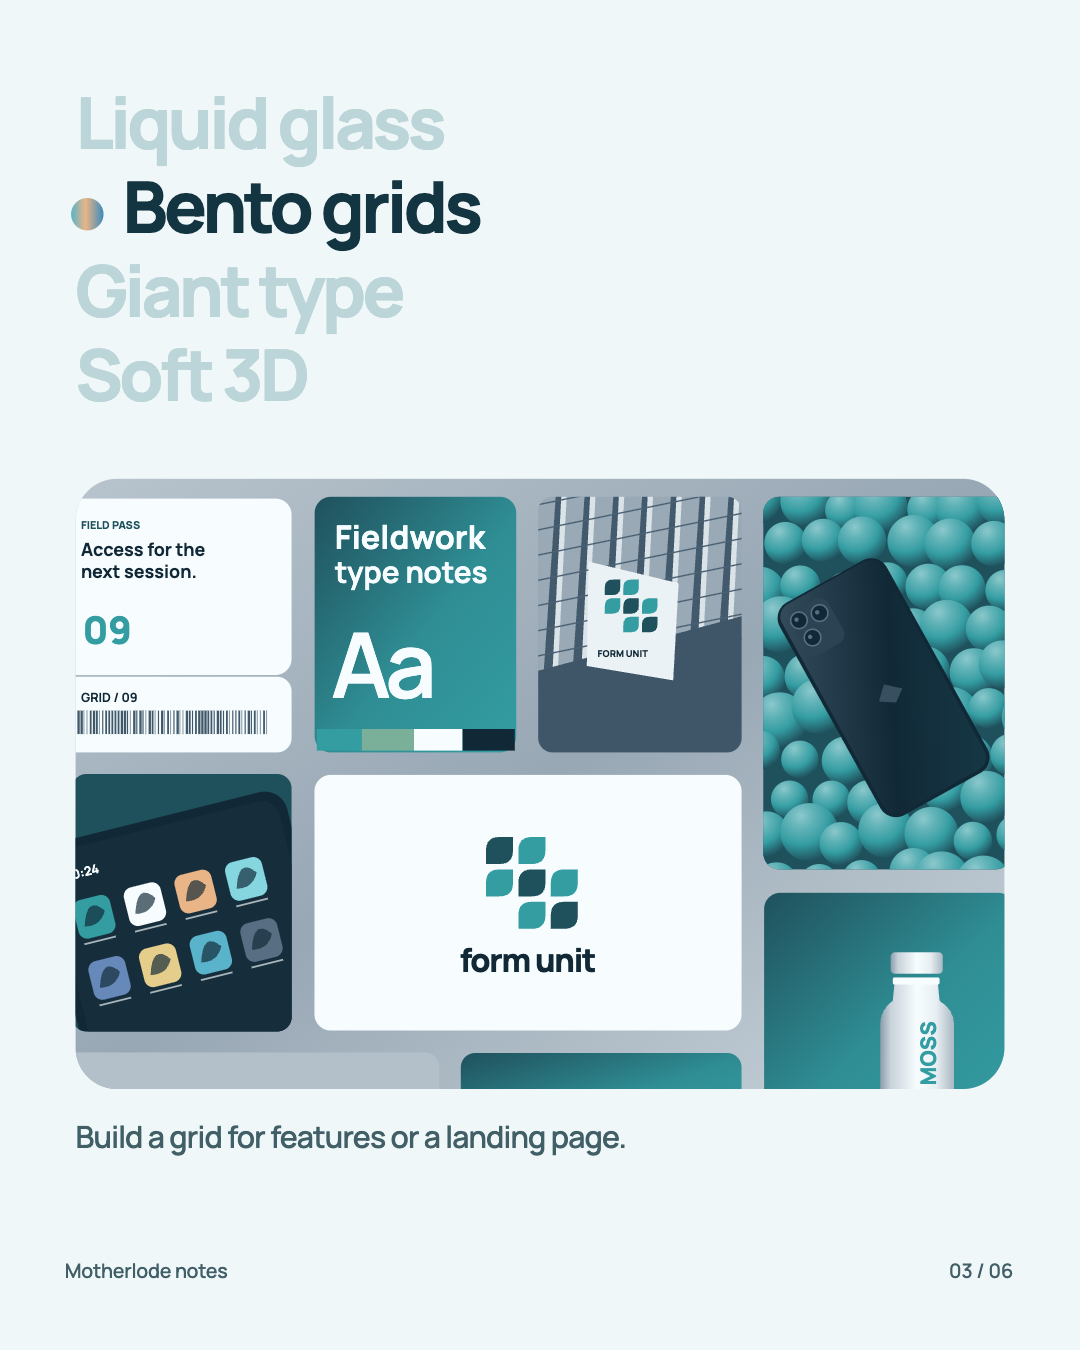 Liquid glass
Bento grids
Giant type
Soft 3D
FIELD PASS
Access for the
next session.
09
GRID / 09
Fieldwork
type notes
Aa
FORM UNIT
0:24
form unit
MOSS
Build a grid for features or a landing page.
Motherlode notes
03 / 06